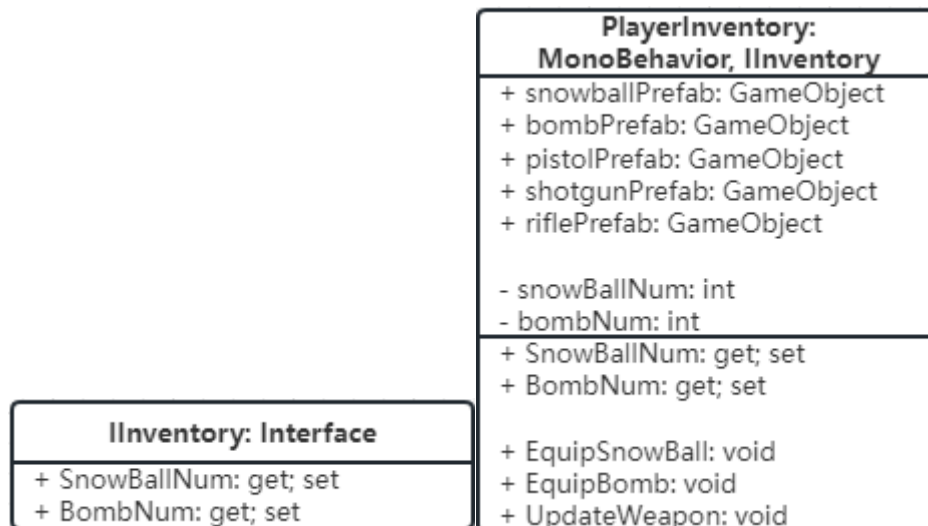 PlayerInventory:
MonoBehavior, IInventory
+ snowballPrefab: GameObject
+ bombPrefab: GameObject
+ pistolPrefab: GameObject
+ shotgunPrefab: GameObject
+ riflePrefab: GameObject
- snowBallNum: int
- bombNum: int
+ SnowBallNum: get; set
+ BombNum: get; set
+ EquipSnowBall: void
+ EquipBomb: void
+ UpdateWeapon: void
IInventory: Interface
+ SnowBallNum: get; set
+ BombNum: get; set